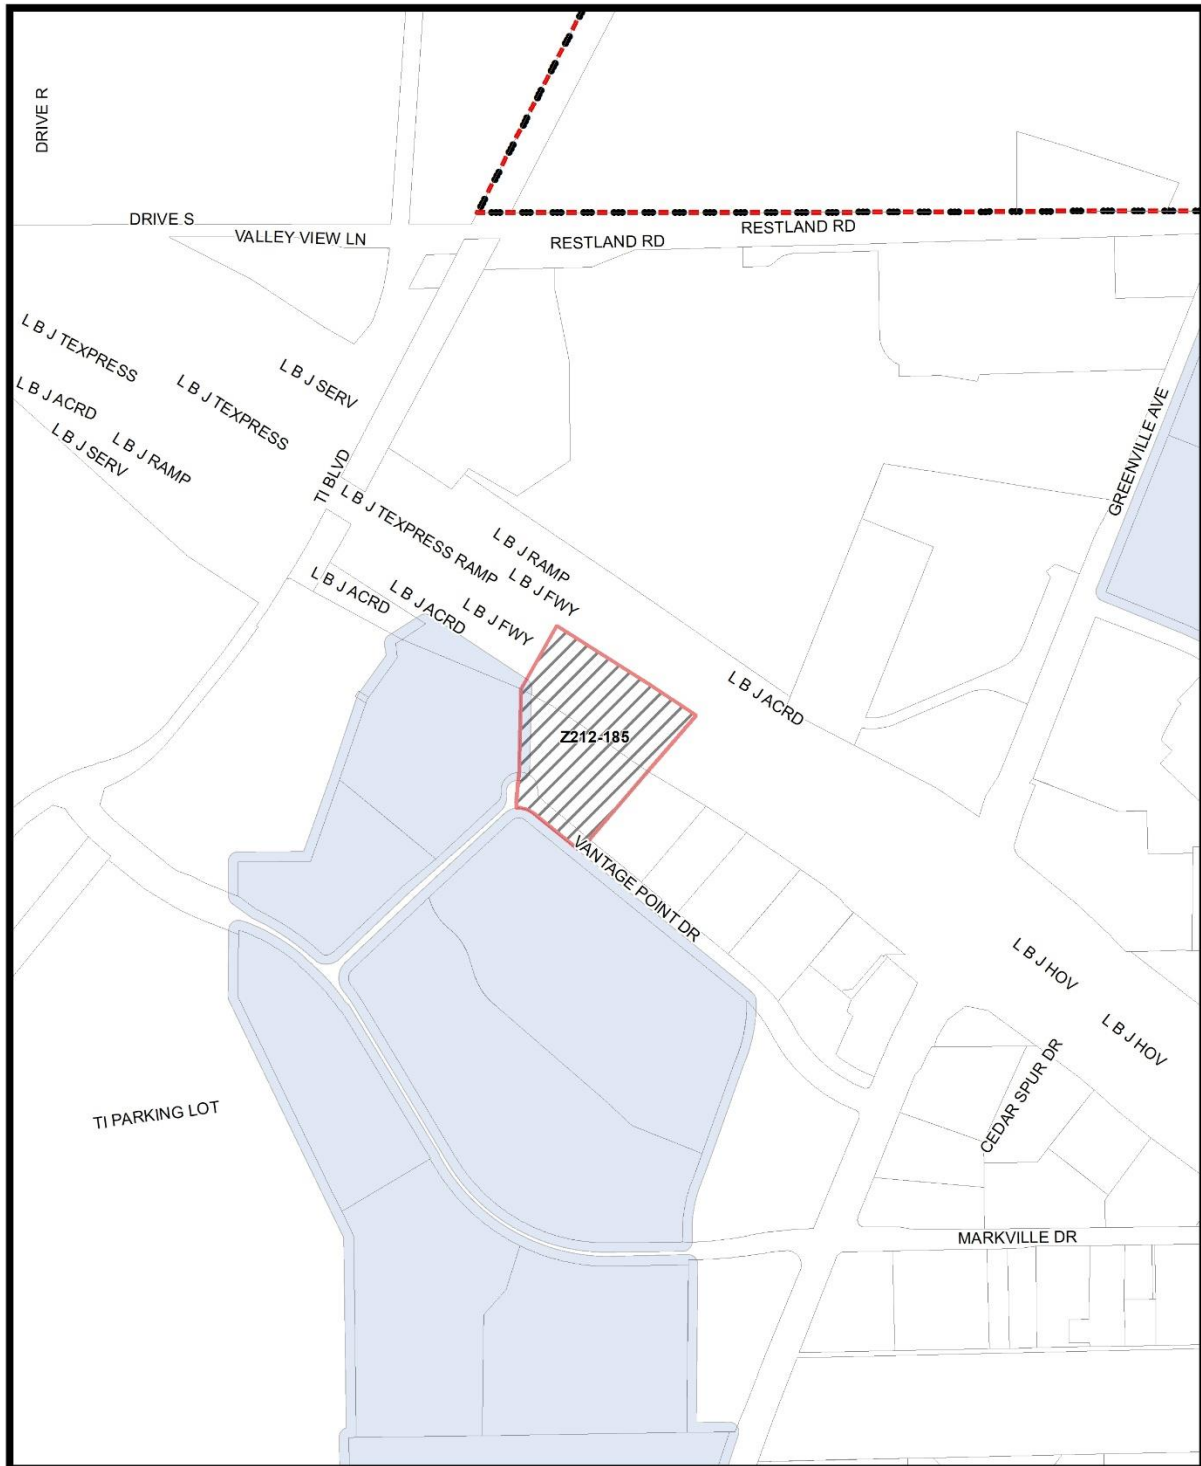 DRIVE R
DRIVE S
VALLEY VIEW LN
RESTLAND RD
RESTLAND RD
L B J TEXPRESS
L B J TEXPRESS
L B J SERV
L B J ACRD
L B J RAMP
L B J SERV
TI BLVD
GREENVILLE AVE
L B J TEXPRESS RAMP
L B J RAMP
L B J FWY
L B J ACRD
L B J ACRD
L B J FWY
L B J ACRD
Z212-185
VANTAGE POINT DR
L B J HOV
L B J HOV
CEDAR SPUR DR
TI PARKING LOT
MARKVILLE DR